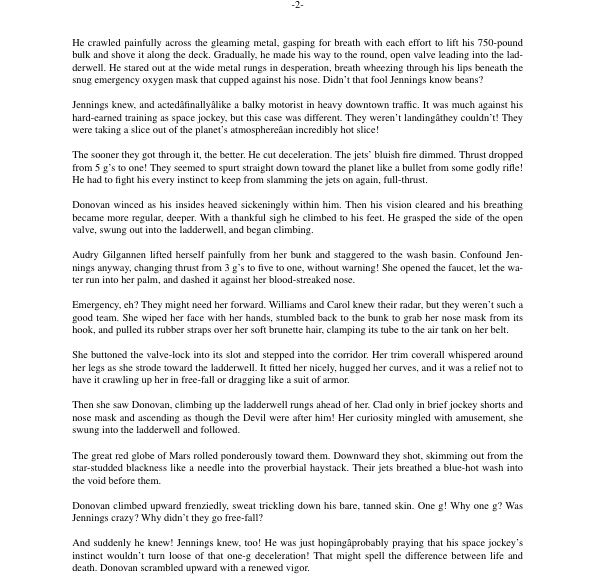 -2-
He crawled painfully across the gleaming metal, gasping for breath with each effort to lift his 750-pound
bulk and shove it along the deck. Gradually, he made his way to the round, open valve leading into the lad-
derwell. He stared out at the wide metal rungs in desperation, breath wheezing through his lips beneath the
snug emergency oxygen mask that cupped against his nose. Didn't that fool Jennings know beans?
Jennings knew, and actedâfinallyâlike a balky motorist in heavy downtown traffic. It was much against his
hard-earned training as space jockey, but this case was different. They weren't landingâthey couldn't! They
were taking a slice out of the planet's atmosphereâan incredibly hot slice!
The sooner they got through it, the better. He cut deceleration. The jets' bluish fire dimmed. Thrust dropped
from 5 g's to one! They seemed to spurt straight down toward the planet like a bullet from some godly rifle!
He had to fight his every instinct to keep from slamming the jets on again, full-thrust.
Donovan winced as his insides heaved sickeningly within him. Then his vision cleared and his breathing
became more regular, deeper. With a thankful sigh he climbed to his feet. He grasped the side of the open
valve, swung out into the ladderwell, and began climbing.
Audry Gilgannen lifted herself painfully from her bunk and staggered to the wash basin. Confound Jen-
nings anyway, changing thrust from 3 g's to five to one, without warning! She opened the faucet, let the wa-
ter run into her palm, and dashed it against her blood-streaked nose.
Emergency, eh? They might need her forward. Williams and Carol knew their radar, but they weren't such a
good team. She wiped her face with her hands, stumbled back to the bunk to grab her nose mask from its
hook, and pulled its rubber straps over her soft brunette hair, clamping its tube to the air tank on her belt.
She buttoned the valve-lock into its slot and stepped into the corridor. Her trim coverall whispered around
her legs as she strode toward the ladderwell. It fitted her nicely, hugged her curves, and it was a relief not to
have it crawling up her in free-fall or dragging like a suit of armor.
Then she saw Donovan, climbing up the ladderwell rungs ahead of her. Clad only in brief jockey shorts and
nose mask and ascending as though the Devil were after him! Her curiosity mingled with amusement, she
swung into the ladderwell and followed.
The great red globe of Mars rolled ponderously toward them. Downward they shot, skimming out from the
star-studded blackness like a needle into the proverbial haystack. Their jets breathed a blue-hot wash into
the void before them.
Donovan climbed upward frenziedly, sweat trickling down his bare, tanned skin. One g! Why one g? Was
Jennings crazy? Why didn't they go free-fall?
And suddenly he knew! Jennings knew, too! He was just hopingâprobably praying that his space jockey's
instinct wouldn't turn loose of that one-g deceleration! That might spell the difference between life and
death. Donovan scrambled upward with a renewed vigor.